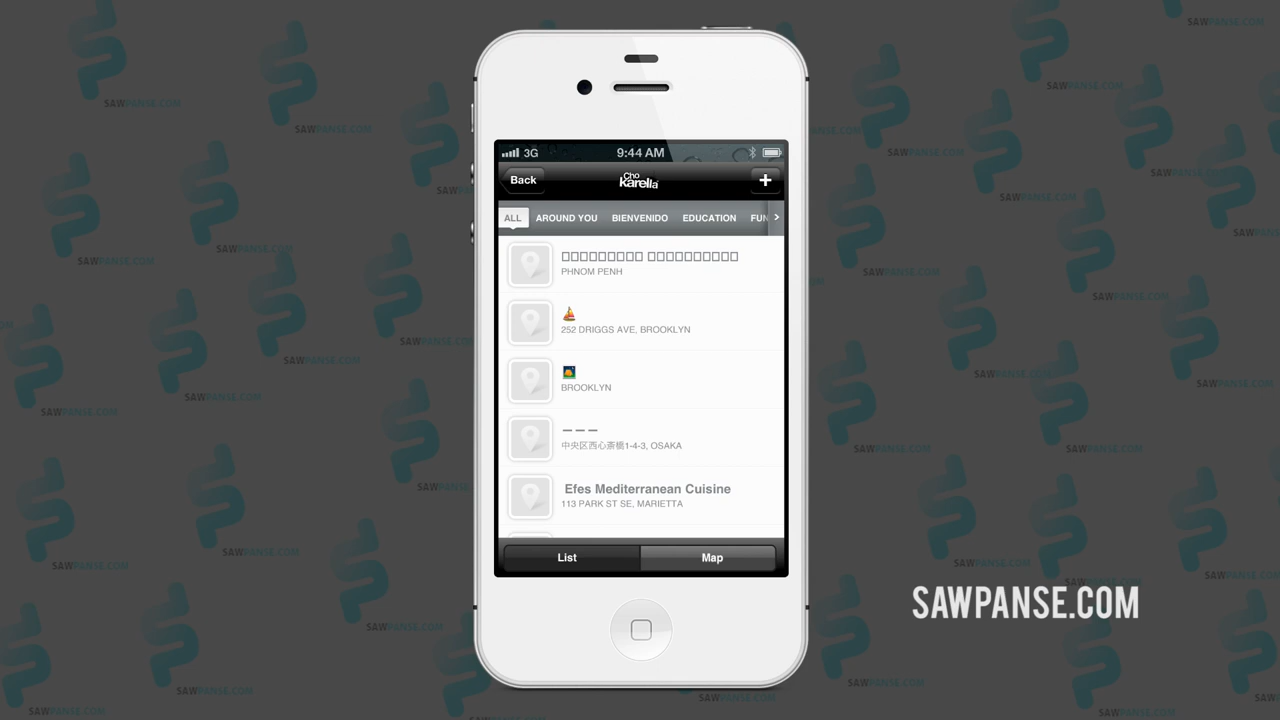 3G 9:44 AM
Back
Cho
Karella
+
ALL AROUND YOU BIENVENIDO EDUCATION FUN >
PHNOM PENH
252 DRIGGS AVE, BROOKLYN
BROOKLYN
– – –
中央区西心斎橋1-4-3, OSAKA
Efes Mediterranean Cuisine
113 PARK ST SE, MARIETTA
List Map
SAWPANSE.COM